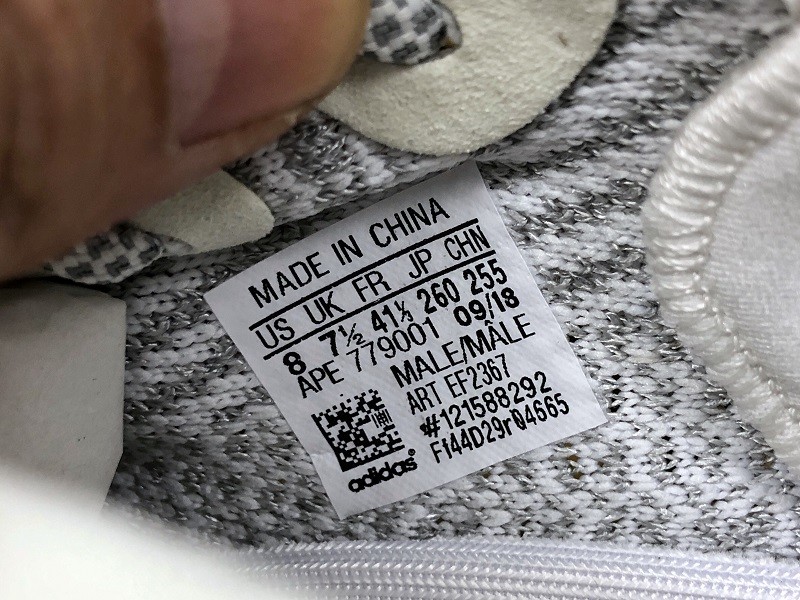 MADE IN CHINA
US UK FR JP CHN
8 7½ 41⅓ 260 255
APE 779001 09/18
MALE/MÂLE
ART EF2367
#121588292
F144D29r04665
adidas